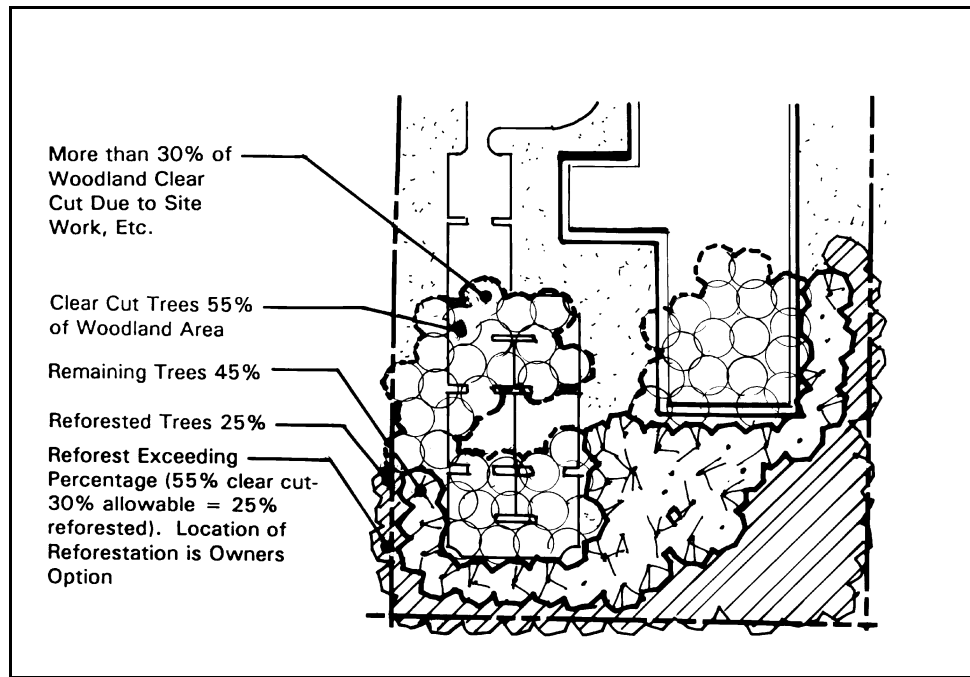 More than 30% of
Woodland Clear
Cut Due to Site
Work, Etc.
Clear Cut Trees 55%
of Woodland Area
Remaining Trees 45%
Reforested Trees 25%
Reforest Exceeding
Percentage (55% clear cut-
30% allowable = 25%
reforested). Location of
Reforestation is Owners
Option